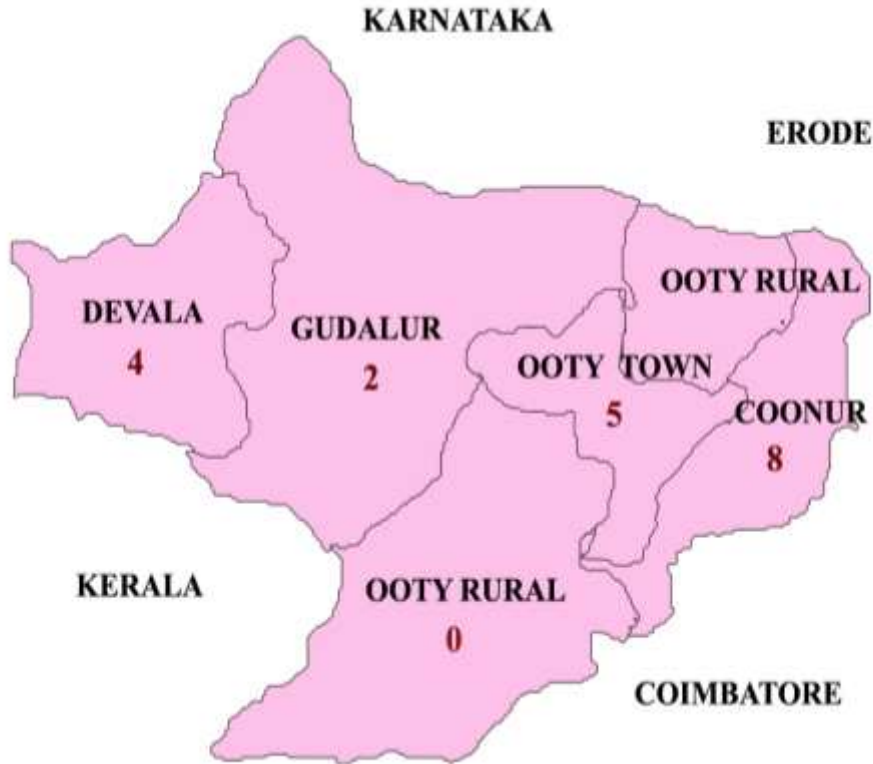 KARNATAKA
ERODE
OOTY RURAL
DEVALA
4
GUDALUR
2
OOTY TOWN
5
COONUR
8
KERALA
OOTY RURAL
0
COIMBATORE